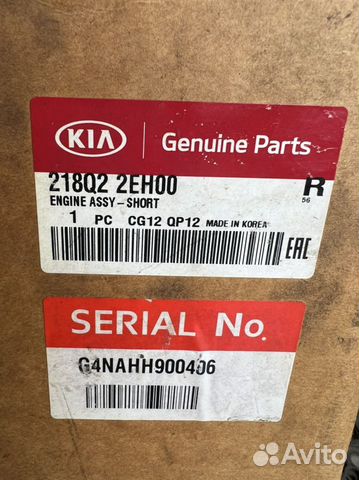 KIA Genuine Parts
218Q2 2EH00 R
56
ENGINE ASSY-SHORT
1 PC CG12 QP12 MADE IN KOREA
EAC
SERIAL No.
G4NAHH900406
Avito